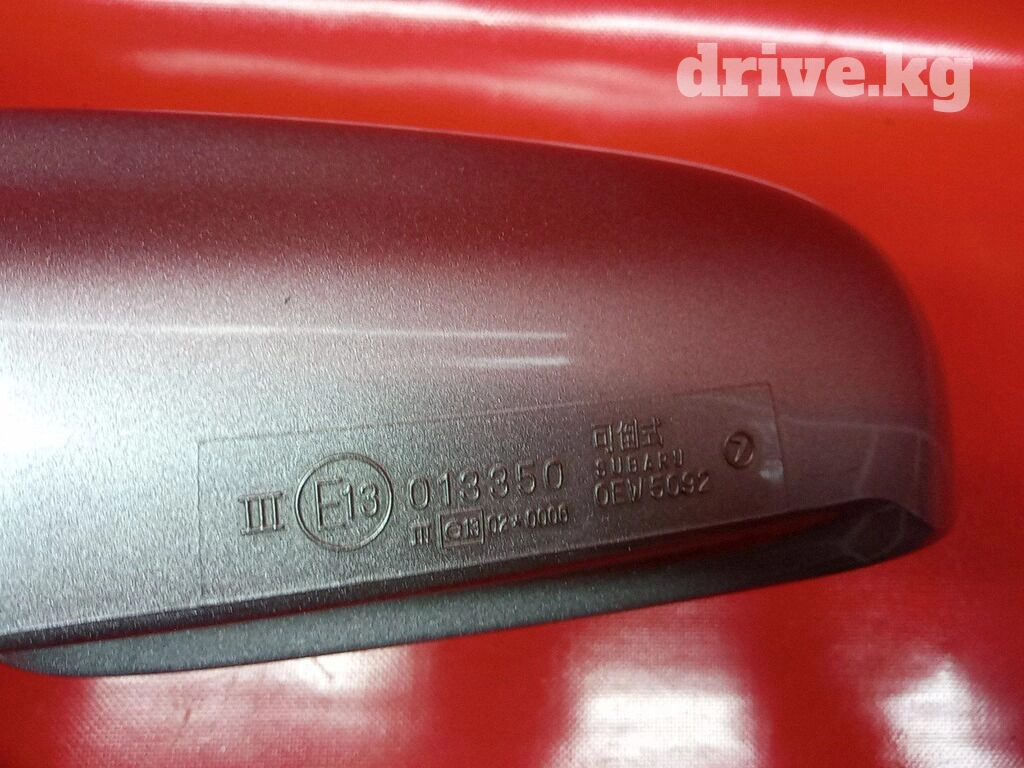 drive.kg
III E13 013350
III e13 02*0006
可倒式
SUBARU
OEW5092
7